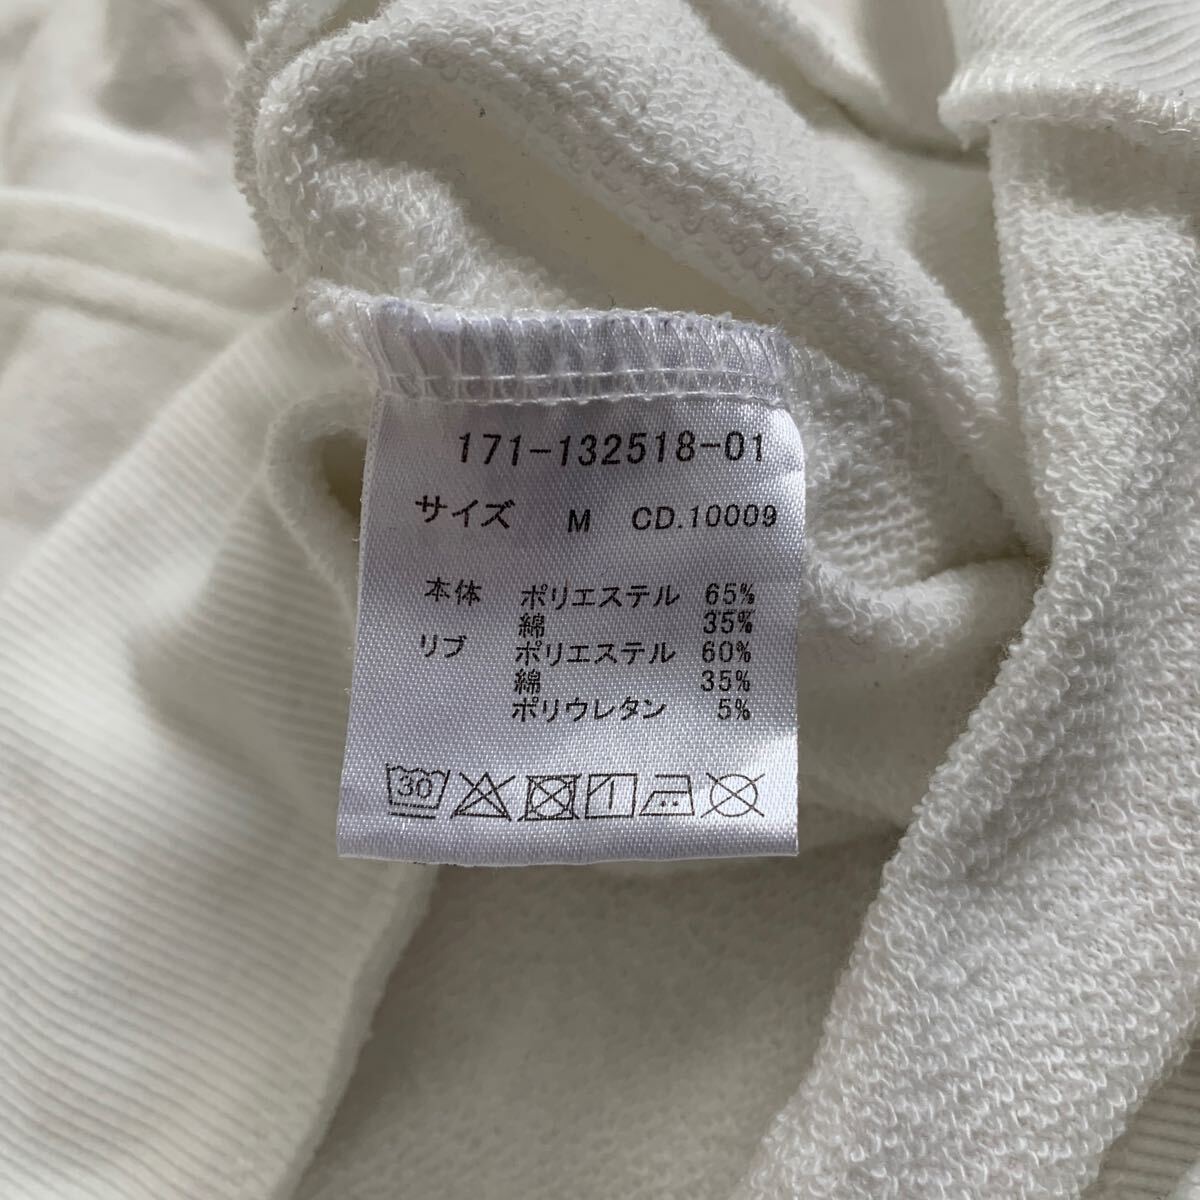 171-132518-01
サイズ M CD.10009
本体 ポリエステル 65%
綿 35%
リブ ポリエステル 60%
綿 35%
ポリウレタン 5%
30